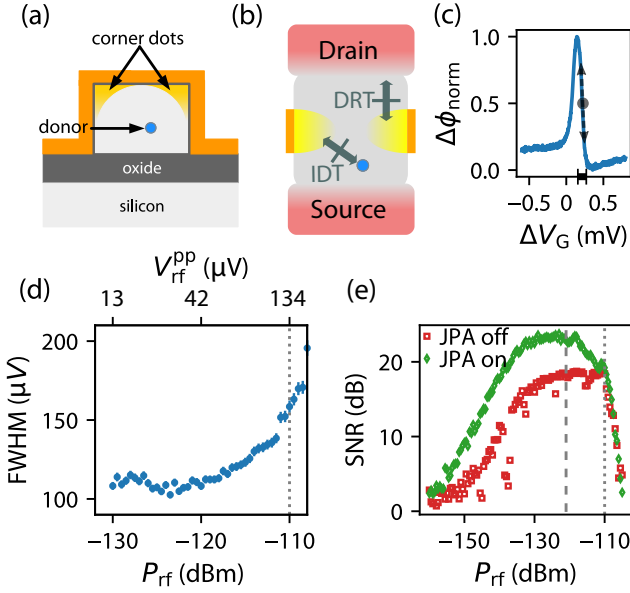 (a)
corner dots
donor
oxide
silicon
(b)
Drain
DRT
IDT
Source
(c)
Δϕnorm
1.0
0.5
0.0
−0.5 0.0 0.5
ΔVG (mV)
(d)
Vrfpp (μV)
13 42 134
FWHM (μV)
200
150
100
−130 −120 −110
Prf (dBm)
(e)
JPA off
JPA on
SNR (dB)
20
10
0
−150 −130 −110
Prf (dBm)